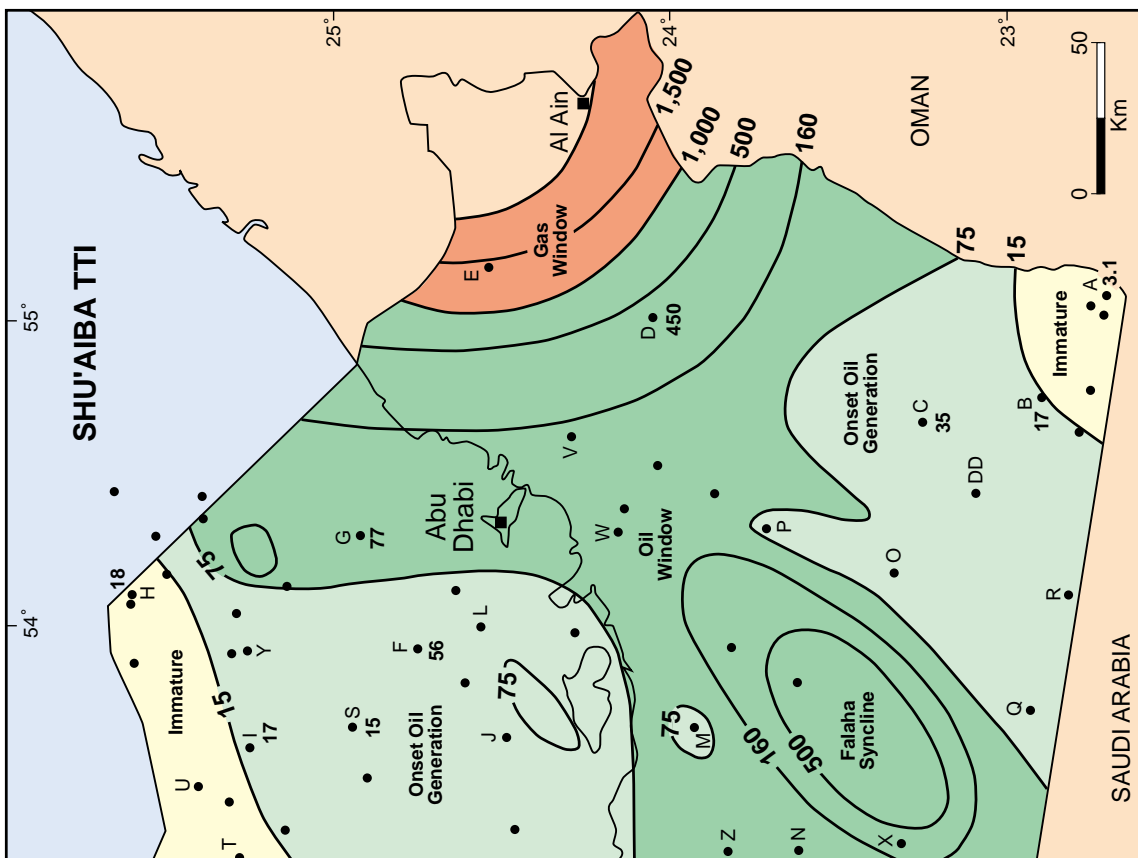 SHU'AIBA TTI
25°
24°
23°
55°
54°
50
0
Km
OMAN
SAUDI ARABIA
Al Ain
Gas
Window
E
1,500
1,000
500
160
75
15
3.1
A
Immature
B
17
D
450
Onset Oil
Generation
C
35
DD
V
W
P
O
R
Q
Oil
Window
Abu
Dhabi
G
77
75
18
H
Immature
15
Y
I
17
U
T
L
F
56
S
15
J
Onset Oil
Generation
75
75
M
160
500
Falaha
Syncline
Z
N
X